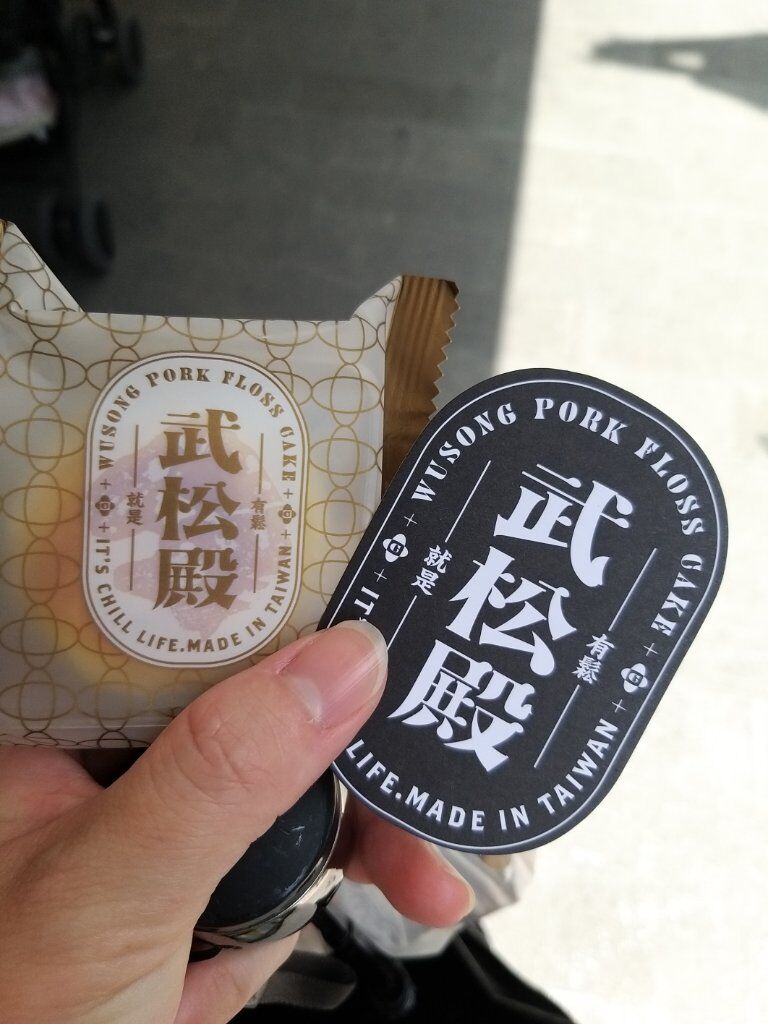 WUSONG PORK FLOSS CAKE
武松殿
就是
有鬆
IT'S CHILL LIFE.MADE IN TAIWAN
WUSONG PORK FLOSS CAKE
武松殿
就是
有鬆
LIFE.MADE IN TAIWAN